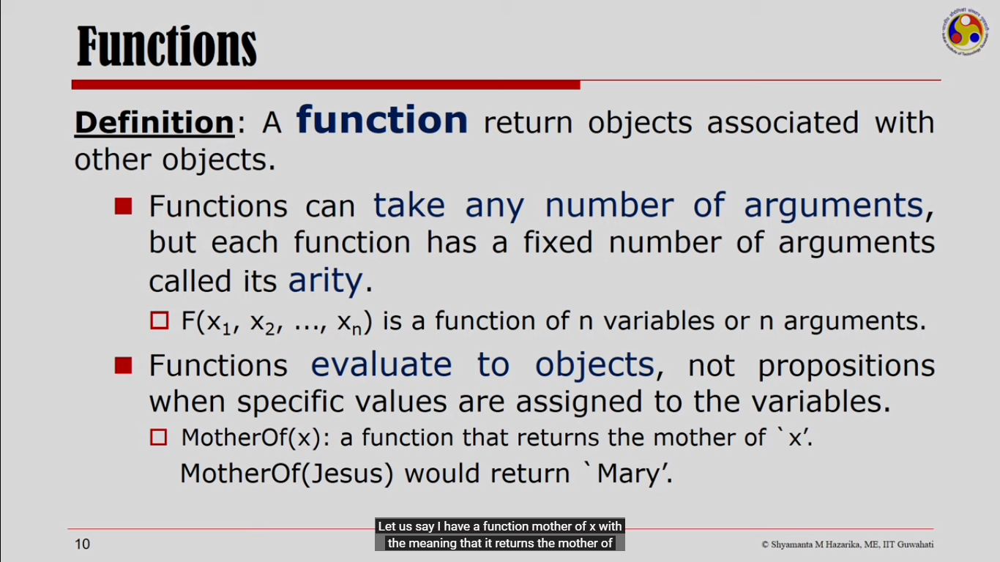 Functions
Definition: A function return objects associated with
other objects.
Functions can take any number of arguments,
but each function has a fixed number of arguments
called its arity.
F(x₁, x₂, ..., xₙ) is a function of n variables or n arguments.
Functions evaluate to objects, not propositions
when specific values are assigned to the variables.
MotherOf(x): a function that returns the mother of `x’.
MotherOf(Jesus) would return `Mary’.
Let us say I have a function mother of x with
the meaning that it returns the mother of
10
© Shyamanta M Hazarika, ME, IIT Guwahati